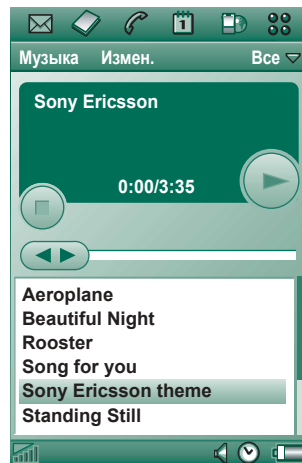 1
Музыка Измен. Все
Sony Ericsson
0:00/3:35
Aeroplane
Beautiful Night
Rooster
Song for you
Sony Ericsson theme
Standing Still